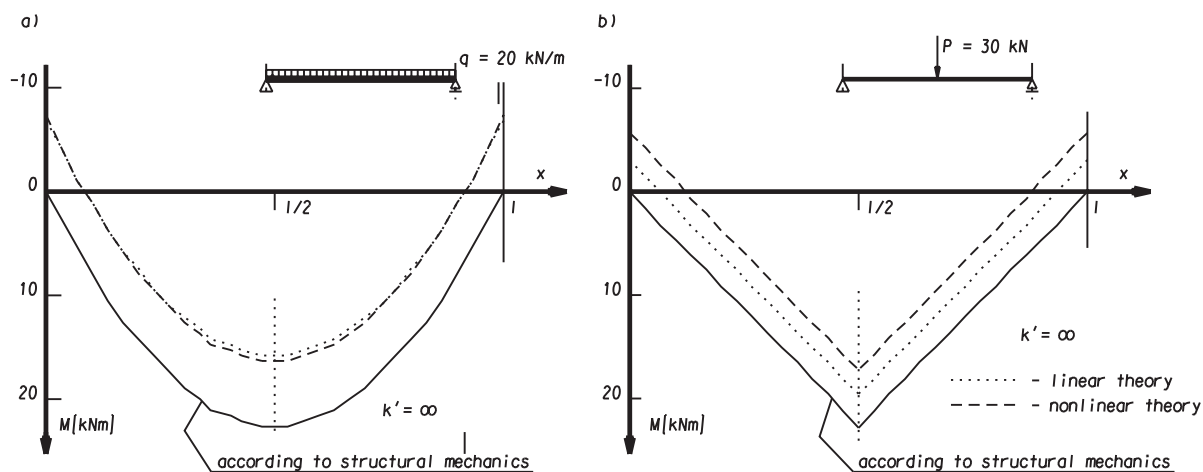 a)
q = 20 kN/m
-10
0
x
l/2
l
10
20
k' = ∞
M[kNm]
according to structural mechanics
b)
P = 30 kN
-10
0
x
l/2
l
10
k' = ∞
- linear theory
20
- nonlinear theory
M[kNm]
according to structural mechanics